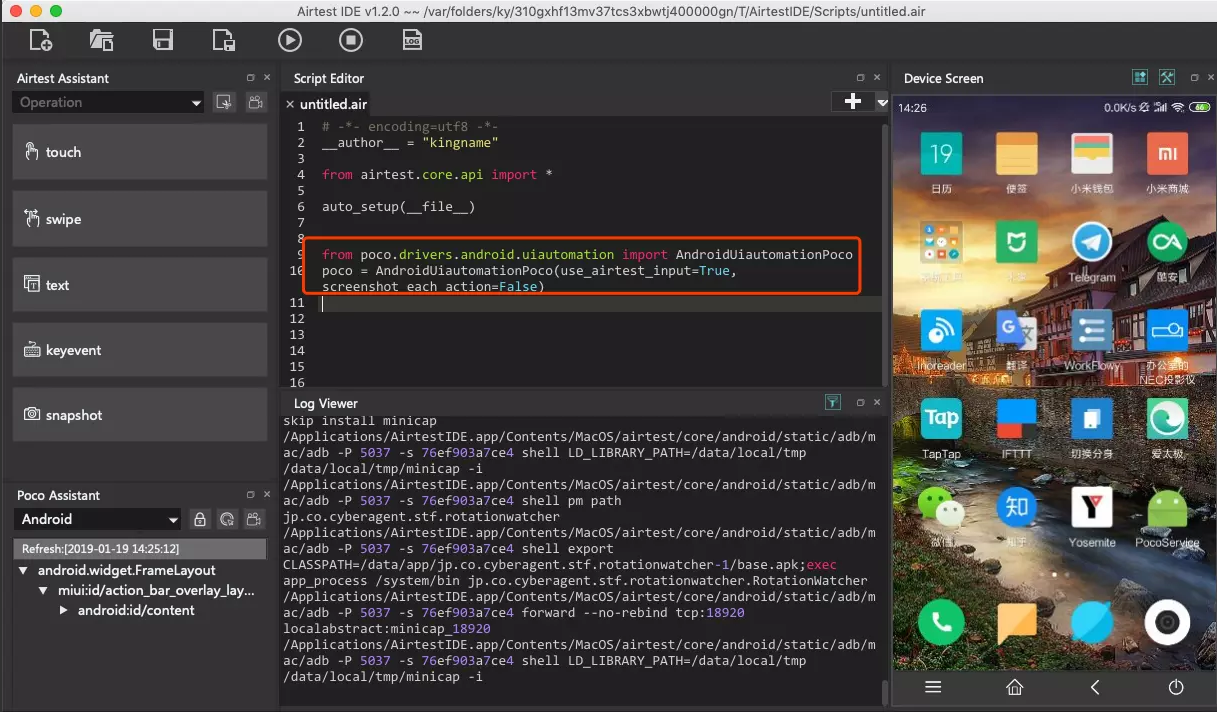 Airtest IDE v1.2.0 ~~ /var/folders/ky/310gxhf13mv37tcs3xbwtj400000gn/T/AirtestIDE/Scripts/untitled.air
LOG
Airtest Assistant
Operation
touch
swipe
text
keyevent
snapshot
Poco Assistant
Android
Refresh:[2019-01-19 14:25:12]
android.widget.FrameLayout
miui:id/action_bar_overlay_lay...
android:id/content
Script Editor
untitled.air
1 # -*- encoding=utf8 -*-
2 __author__ = "kingname"
3
4 from airtest.core.api import *
5
6 auto_setup(__file__)
7
8
9 from poco.drivers.android.uiautomation import AndroidUiautomationPoco
10 poco = AndroidUiautomationPoco(use_airtest_input=True,
screenshot_each_action=False)
11
12
13
14
15
16
Log Viewer
skip install minicap
/Applications/AirtestIDE.app/Contents/MacOS/airtest/core/android/static/adb/m
ac/adb -P 5037 -s 76ef903a7ce4 shell LD_LIBRARY_PATH=/data/local/tmp
/data/local/tmp/minicap -i
/Applications/AirtestIDE.app/Contents/MacOS/airtest/core/android/static/adb/m
ac/adb -P 5037 -s 76ef903a7ce4 shell pm path
jp.co.cyberagent.stf.rotationwatcher
/Applications/AirtestIDE.app/Contents/MacOS/airtest/core/android/static/adb/m
ac/adb -P 5037 -s 76ef903a7ce4 shell export
CLASSPATH=/data/app/jp.co.cyberagent.stf.rotationwatcher-1/base.apk;exec
app_process /system/bin jp.co.cyberagent.stf.rotationwatcher.RotationWatcher
/Applications/AirtestIDE.app/Contents/MacOS/airtest/core/android/static/adb/m
ac/adb -P 5037 -s 76ef903a7ce4 forward --no-rebind tcp:18920
localabstract:minicap_18920
/Applications/AirtestIDE.app/Contents/MacOS/airtest/core/android/static/adb/m
ac/adb -P 5037 -s 76ef903a7ce4 shell LD_LIBRARY_PATH=/data/local/tmp
/data/local/tmp/minicap -i
Device Screen
14:26 0.0K/s 66
19 mi
日历 便签 小米钱包 小米商城
Telegram 酷安
Inoreader 翻译 WorkFlowy 办公室的
NEC投影仪
Tap
TapTap IFTTT 切换分身 爱太极
知 Y
微信 知乎 Yosemite PocoService